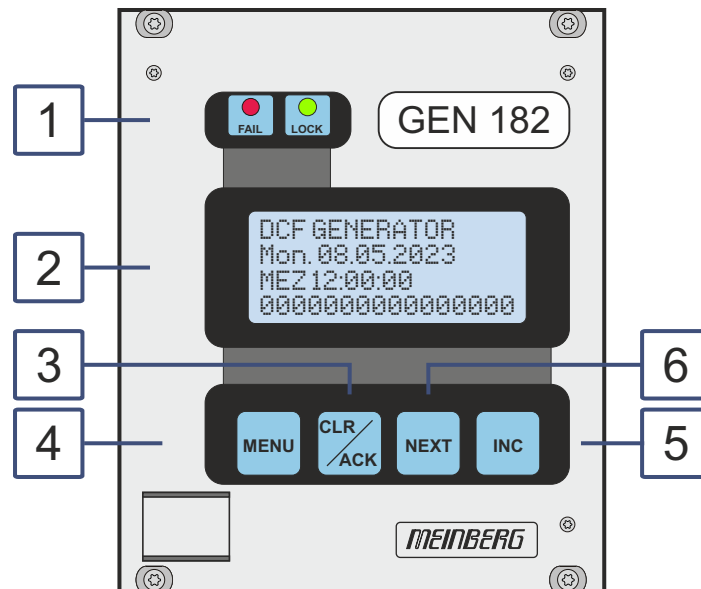 1
FAIL LOCK
GEN 182
2
DCF GENERATOR
Mon. 08.05.2023
MEZ 12:00:00
0000000000000000
3
6
4
MENU
CLR/ACK
NEXT
INC
5
MEINBERG